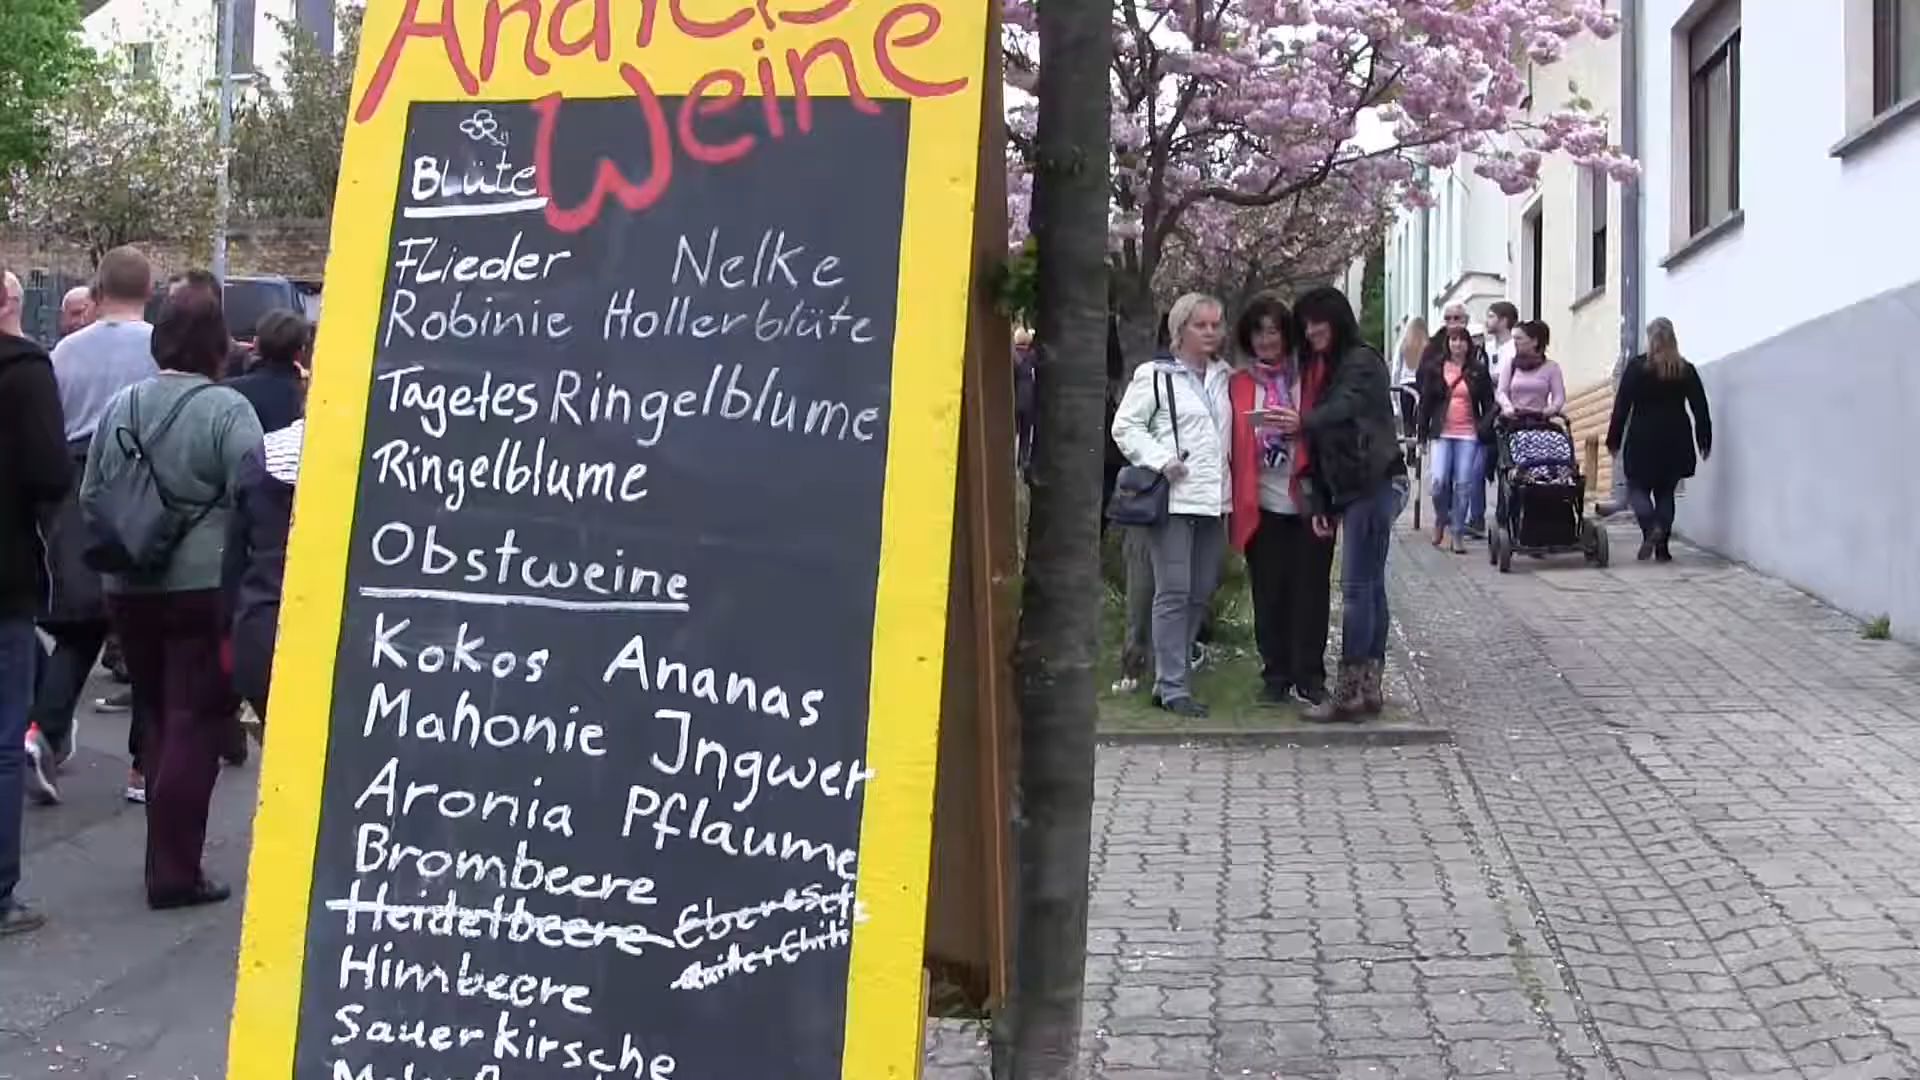 Weine
Blüte
Flieder Nelke
Robinie Hollerblüte
Tagetes Ringelblume
Ringelblume
Obstweine
Kokos Ananas
Mahonie Ingwer
Aronia Pflaume
Brombeere
Heidelbeere
Himbeere
Sauerkirsche